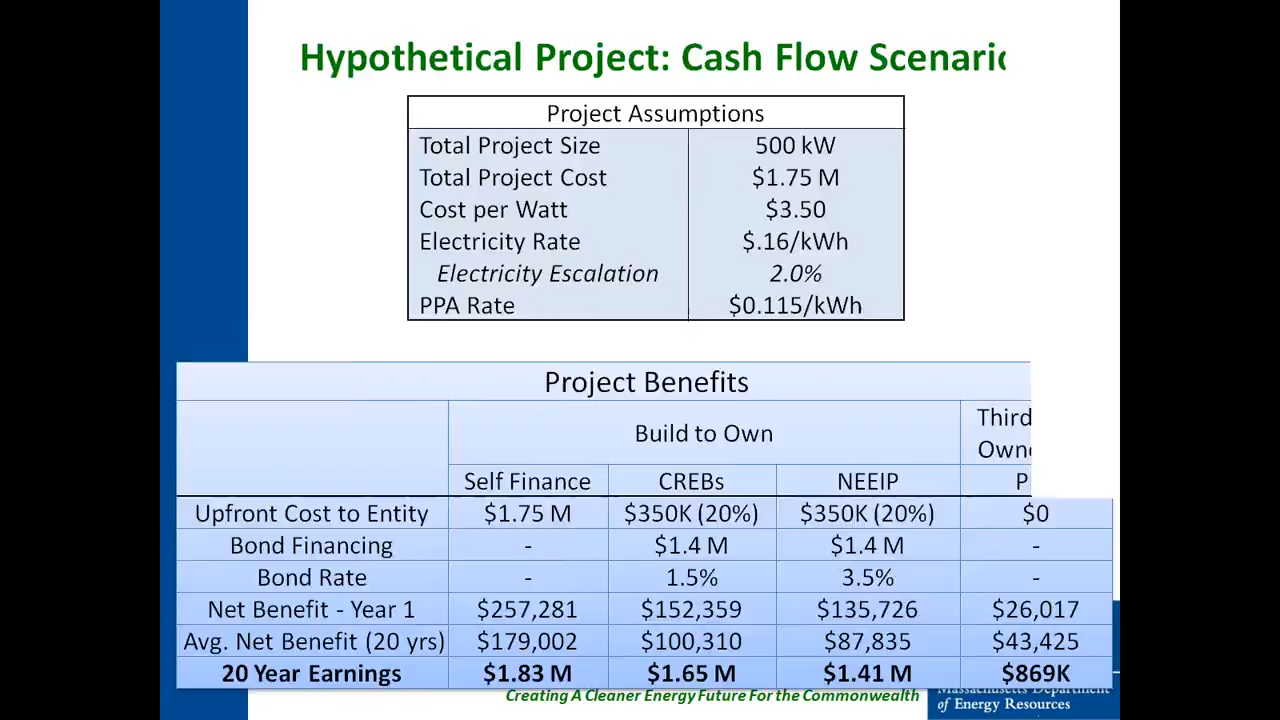 Hypothetical Project: Cash Flow Scenari
Project Assumptions
Total Project Size 500 kW
Total Project Cost $1.75 M
Cost per Watt $3.50
Electricity Rate $.16/kWh
Electricity Escalation 2.0%
PPA Rate $0.115/kWh
Project Benefits
Build to Own Third
Own
Self Finance CREBs NEEIP P
Upfront Cost to Entity $1.75 M $350K (20%) $350K (20%) $0
Bond Financing - $1.4 M $1.4 M -
Bond Rate - 1.5% 3.5% -
Net Benefit - Year 1 $257,281 $152,359 $135,726 $26,017
Avg. Net Benefit (20 yrs) $179,002 $100,310 $87,835 $43,425
20 Year Earnings $1.83 M $1.65 M $1.41 M $869K
Creating A Cleaner Energy Future For the Commonwealth
Massachusetts Department
of Energy Resources